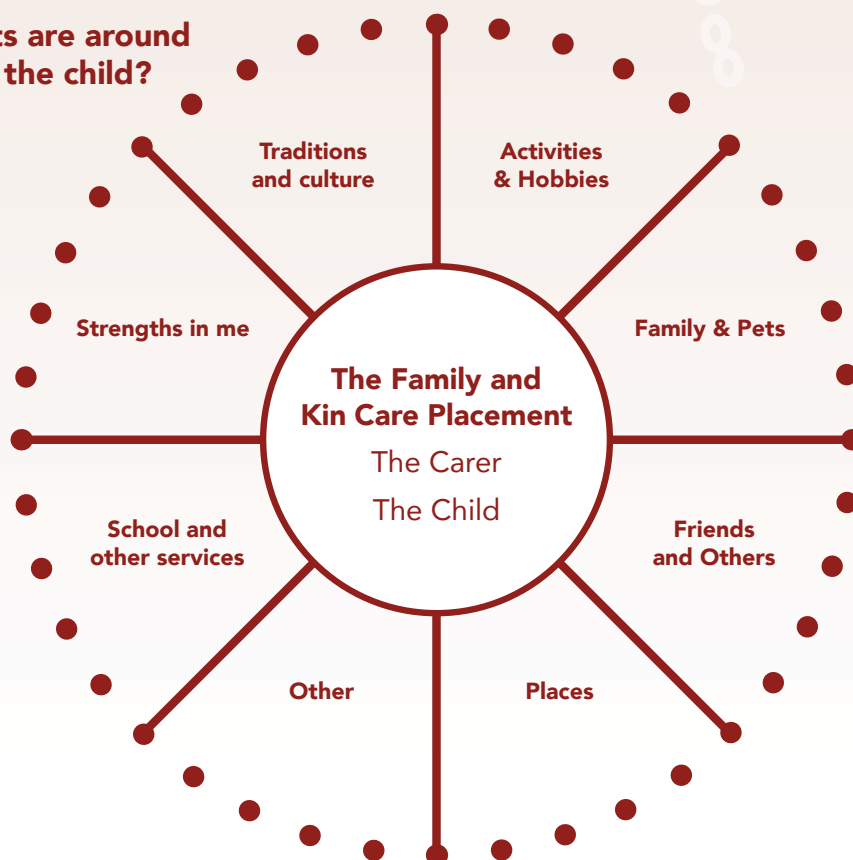 ts are around
the child?
Traditions
and culture
Activities
& Hobbies
Strengths in me
Family & Pets
The Family and
Kin Care Placement
The Carer
The Child
School and
other services
Friends
and Others
Other
Places